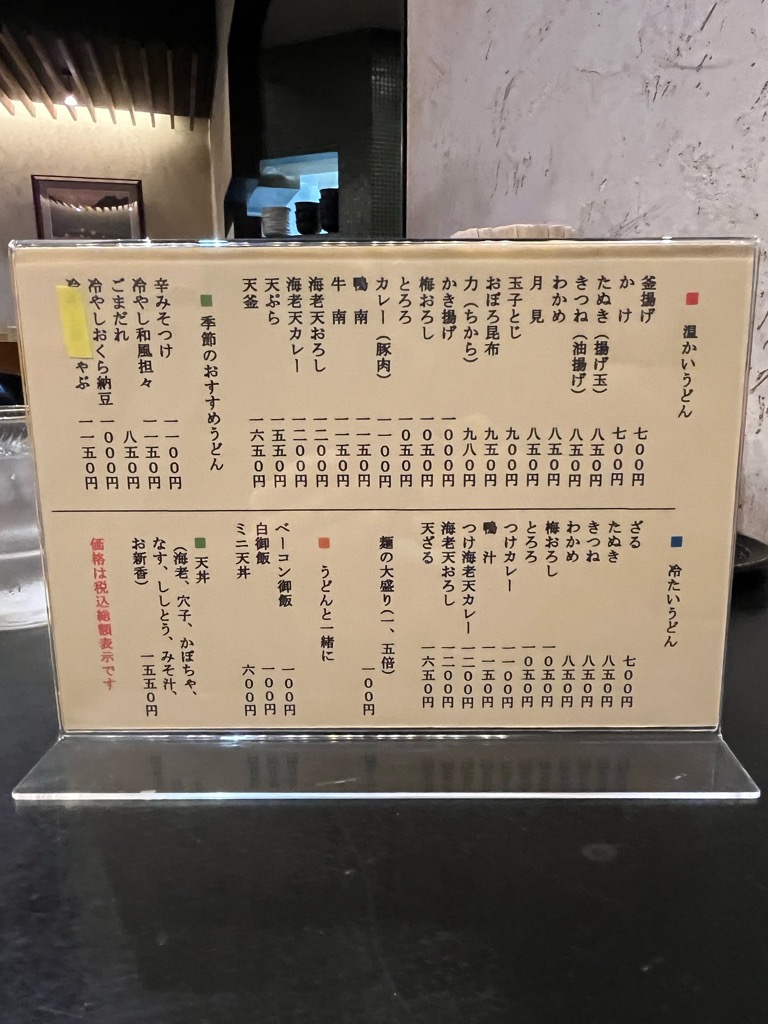 温かいうどん
釜揚げ 七〇〇円
かけ 七〇〇円
たぬき（揚げ玉） 八五〇円
きつね（油揚げ） 八五〇円
わかめ 八五〇円
月見 八五〇円
玉子とじ 九〇〇円
おぼろ昆布 九五〇円
力（ちから） 九八〇円
かき揚げ 一〇〇〇円
梅おろし 一〇五〇円
とろろ 一〇五〇円
カレー（豚肉） 一一〇〇円
鴨南 一一五〇円
牛南 一一五〇円
海老天おろし 一二〇〇円
海老天カレー 一二〇〇円
天ぷら 一五五〇円
天釜 一六五〇円
季節のおすすめうどん
辛みそつけ 一一〇〇円
冷やし和風担々 一一五〇円
ごまだれ 八五〇円
冷やしおくら納豆 一〇〇〇円
ゃぶ 一一五〇円
冷たいうどん
ざる 七〇〇円
たぬき 八五〇円
きつね 八五〇円
わかめ 八五〇円
梅おろし 一〇五〇円
とろろ 一〇五〇円
つけカレー 一一〇〇円
鴨汁 一一五〇円
つけ海老天カレー 一二〇〇円
海老天おろし 一二〇〇円
天ざる 一六五〇円
麺の大盛り（一、五倍） 一〇〇円
うどんと一緒に
ベーコン御飯 一〇〇円
白御飯 一〇〇円
ミニ天丼 六〇〇円
天丼
（海老、穴子、かぼちゃ、
なす、ししとう、みそ汁、
お新香） 一五五〇円
価格は税込総額表示です